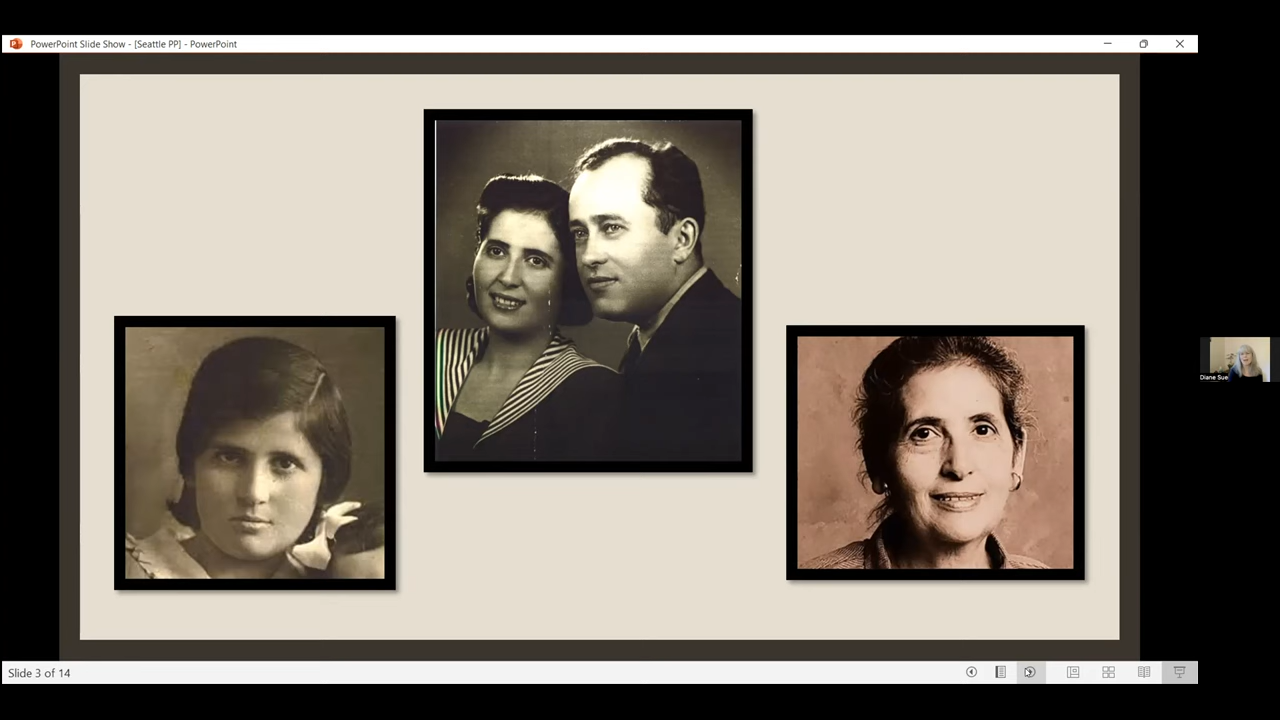 PowerPoint Slide Show - [Seattle PP] - PowerPoint
Diane Sue
Slide 3 of 14